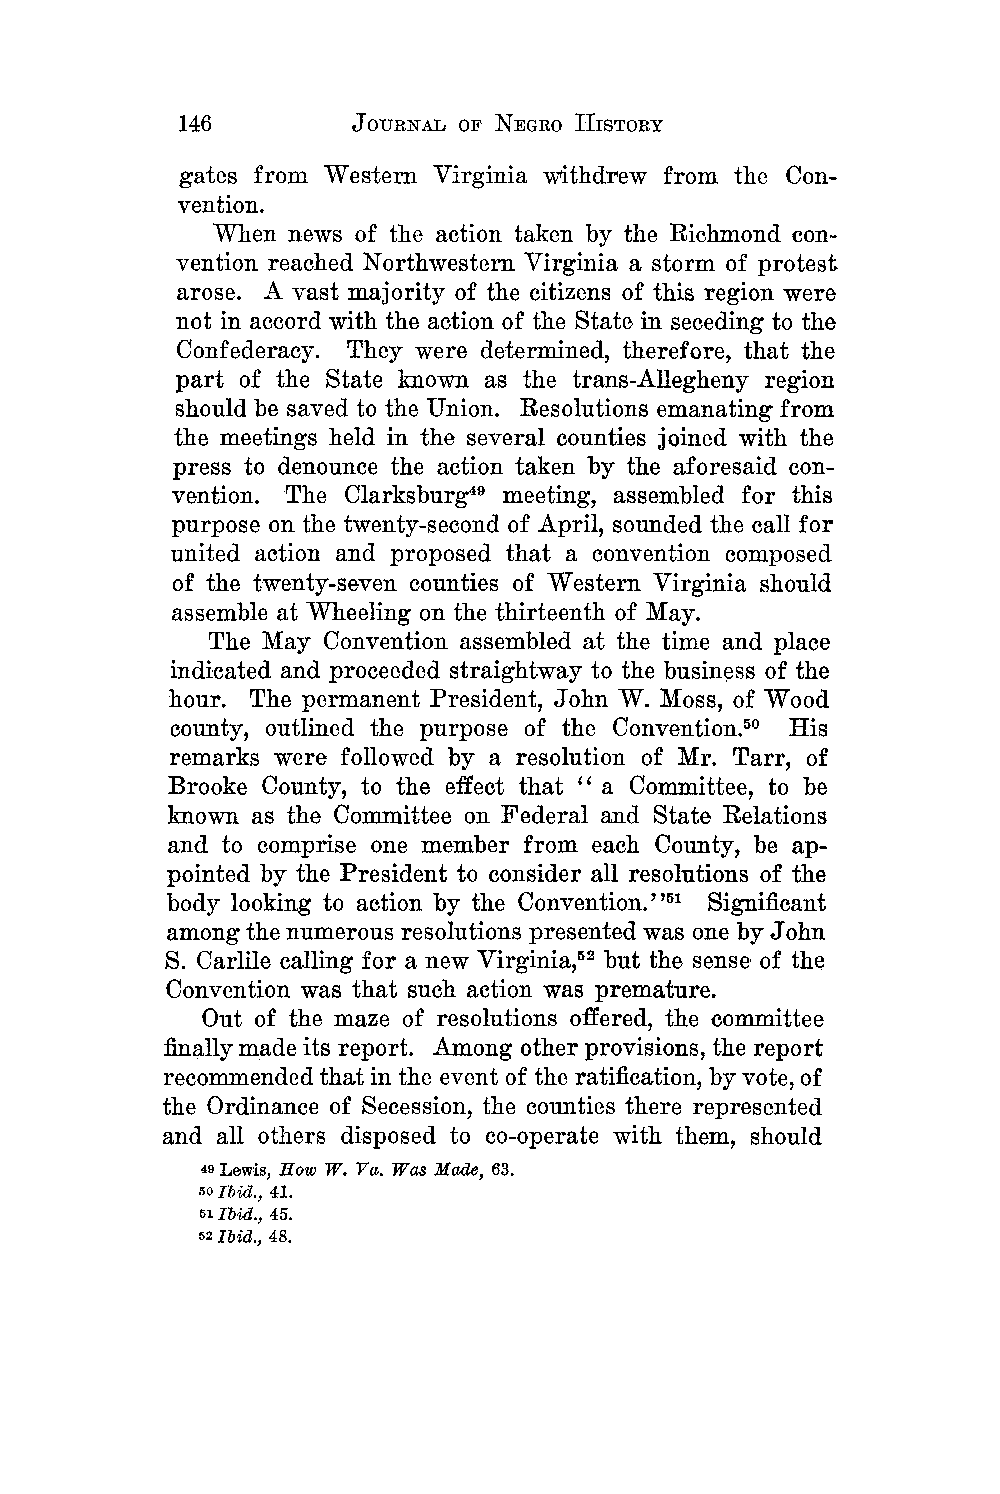 146 JOURNAL OF NEGRO HISTORY
gates from Western Virginia withdrew from the Con-
vention.
When news of the action taken by the Richmond con-
vention reached Northwestern Virginia a storm of protest
arose. A vast majority of the citizens of this region were
not in accord with the action of the State in seceding to the
Confederacy. They were determined, therefore, that the
part of the State known as the trans-Allegheny region
should be saved to the Union. Resolutions emanating from
the meetings held in the several counties joined with the
press to denounce the action taken by the aforesaid con-
vention. The Clarksburg⁴⁹ meeting, assembled for this
purpose on the twenty-second of April, sounded the call for
united action and proposed that a convention composed
of the twenty-seven counties of Western Virginia should
assemble at Wheeling on the thirteenth of May.
The May Convention assembled at the time and place
indicated and proceeded straightway to the business of the
hour. The permanent President, John W. Moss, of Wood
county, outlined the purpose of the Convention.⁵⁰ His
remarks were followed by a resolution of Mr. Tarr, of
Brooke County, to the effect that "a Committee, to be
known as the Committee on Federal and State Relations
and to comprise one member from each County, be ap-
pointed by the President to consider all resolutions of the
body looking to action by the Convention."⁵¹ Significant
among the numerous resolutions presented was one by John
S. Carlile calling for a new Virginia,⁵² but the sense of the
Convention was that such action was premature.
Out of the maze of resolutions offered, the committee
finally made its report. Among other provisions, the report
recommended that in the event of the ratification, by vote, of
the Ordinance of Secession, the counties there represented
and all others disposed to co-operate with them, should
⁴⁹ Lewis, How W. Va. Was Made, 63.
⁵⁰ Ibid., 41.
⁵¹ Ibid., 45.
⁵² Ibid., 48.